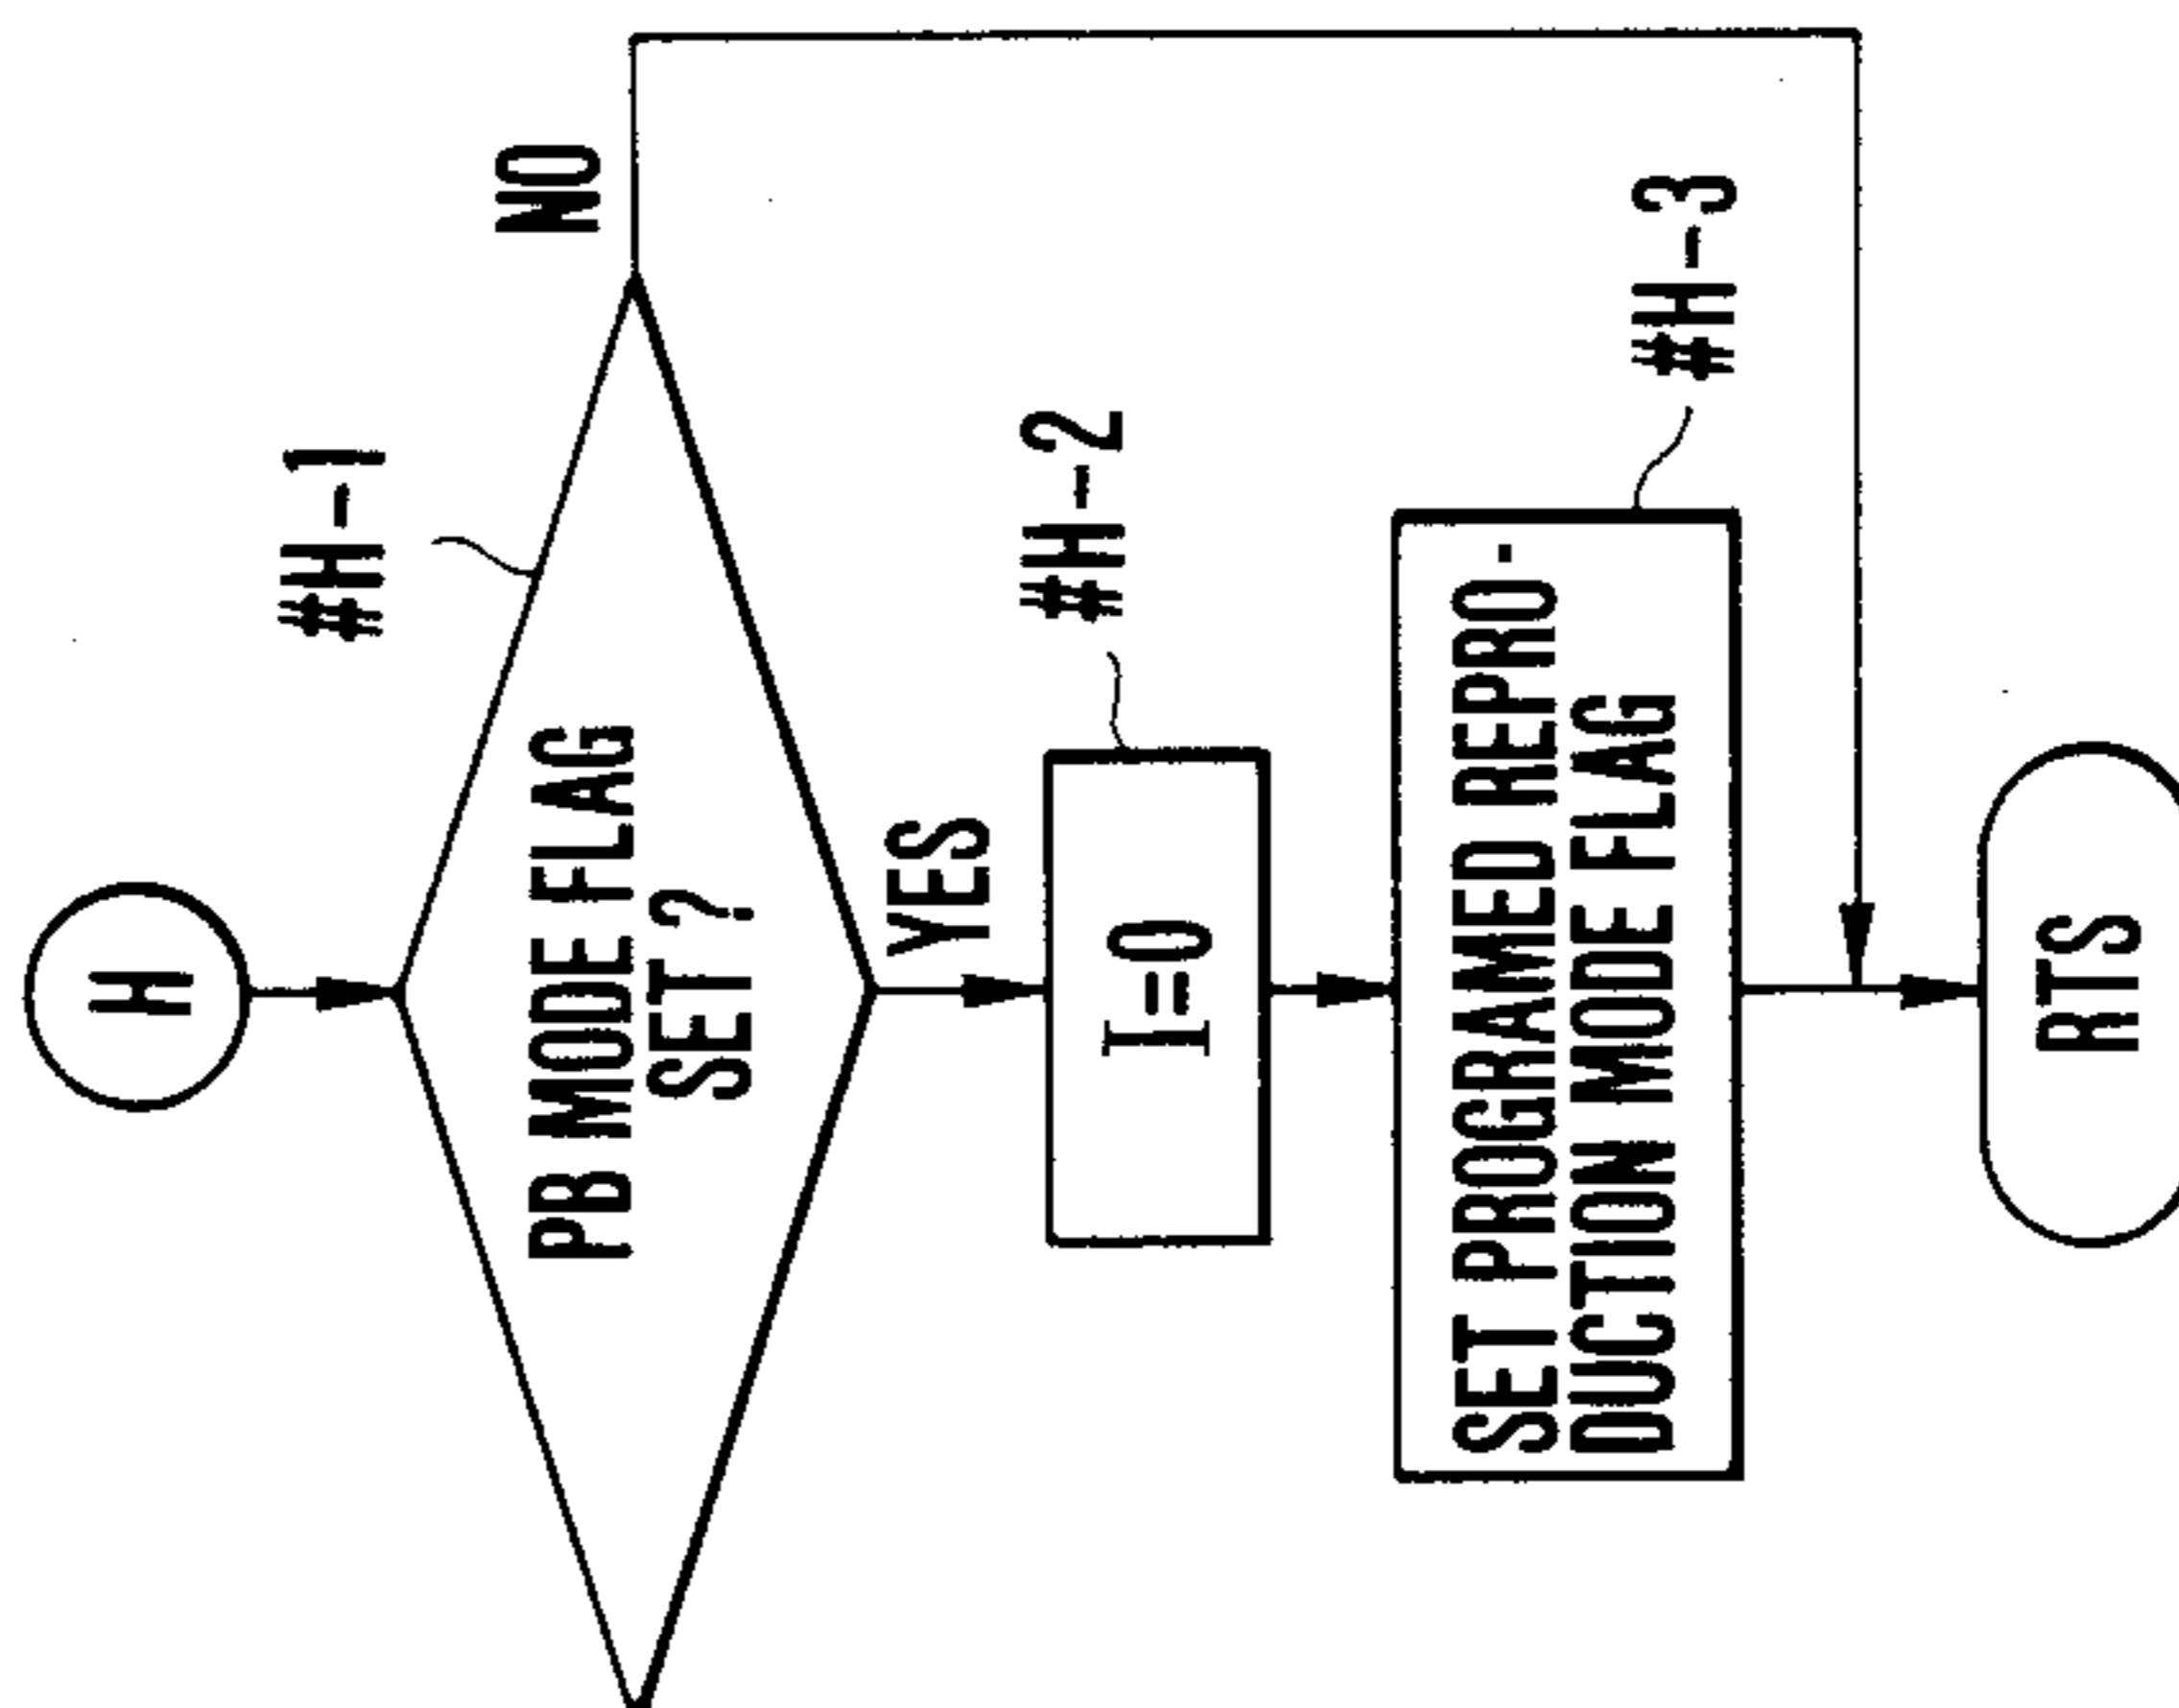 H
#H-1
PB MODE FLAG
SET ?
NO
YES
#H-2
I=0
#H-3
SET PROGRAMED REPRO-
DUCTION MODE FLAG
RTS